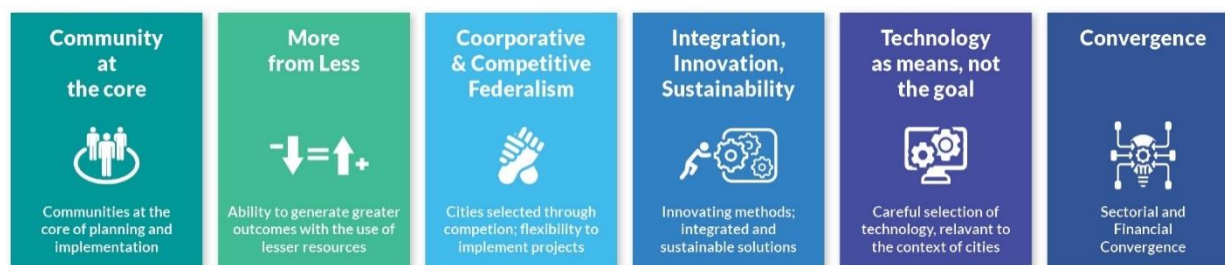 Community
at
the core
Communities at the
core of planning and
implementation
More
from Less
Ability to generate greater
outcomes with the use of
lesser resources
Coorporative
& Competitive
Federalism
Cities selected through
competion; flexibility to
implement projects
Integration,
Innovation,
Sustainability
Innovating methods;
integrated and
sustainable solutions
Technology
as means, not
the goal
Careful selection of
technology, relavant to
the context of cities
Convergence
Sectorial and
Financial
Convergence